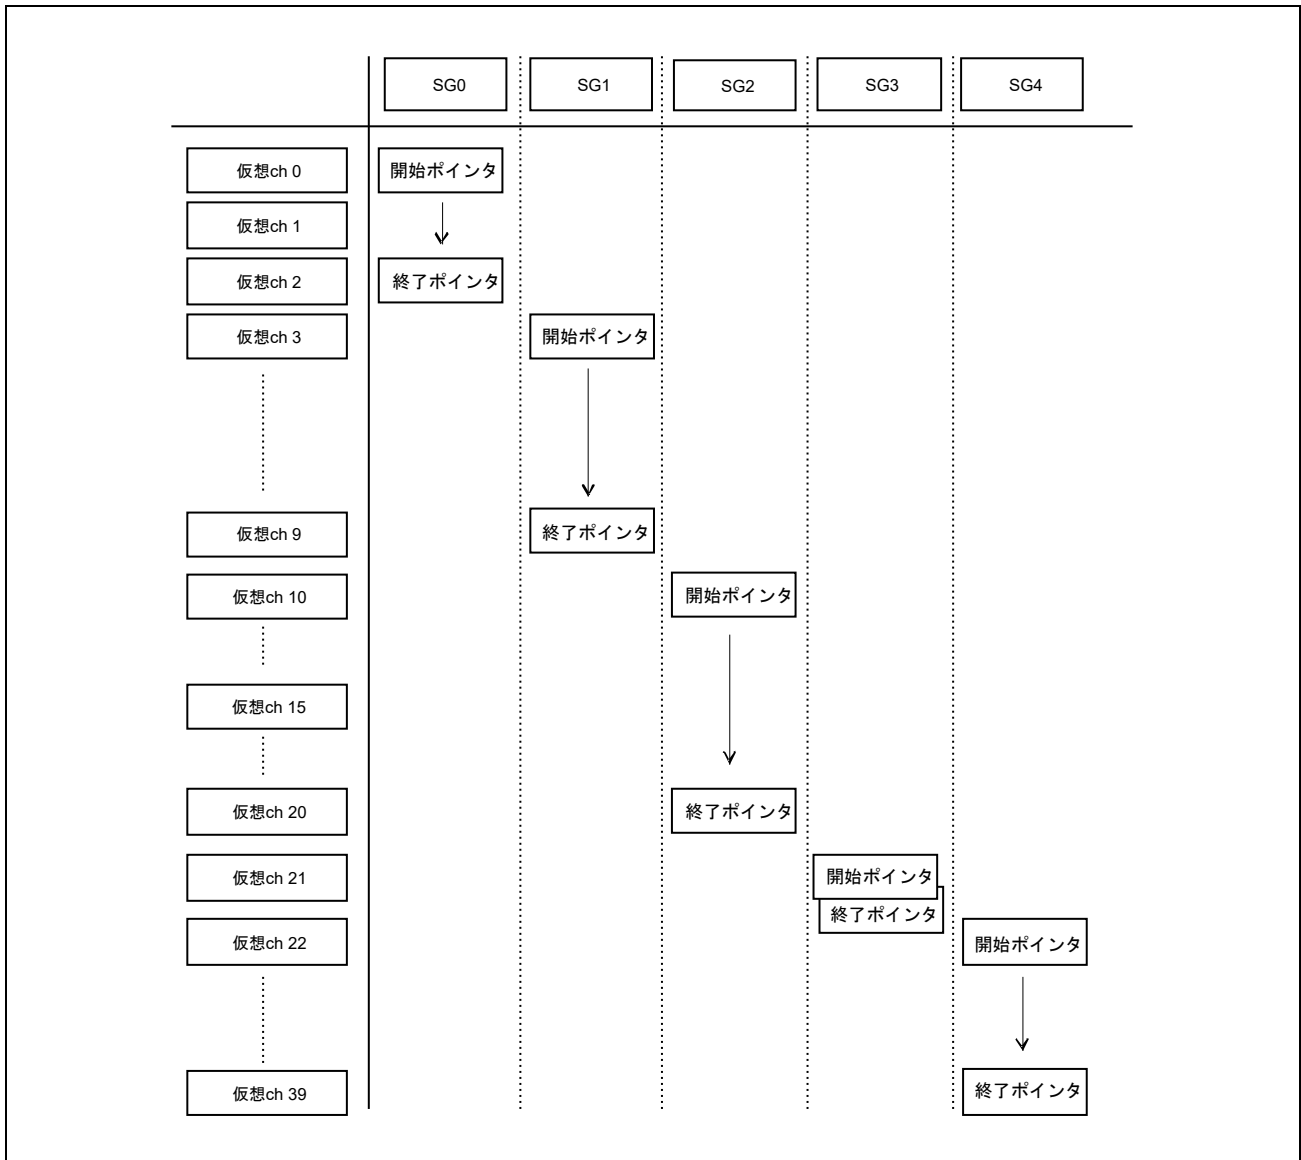 SG0 SG1 SG2 SG3 SG4
仮想ch 0 開始ポインタ
仮想ch 1
仮想ch 2 終了ポインタ
仮想ch 3 開始ポインタ
仮想ch 9 終了ポインタ
仮想ch 10 開始ポインタ
仮想ch 15
仮想ch 20 終了ポインタ
仮想ch 21 開始ポインタ
終了ポインタ
仮想ch 22 開始ポインタ
仮想ch 39 終了ポインタ